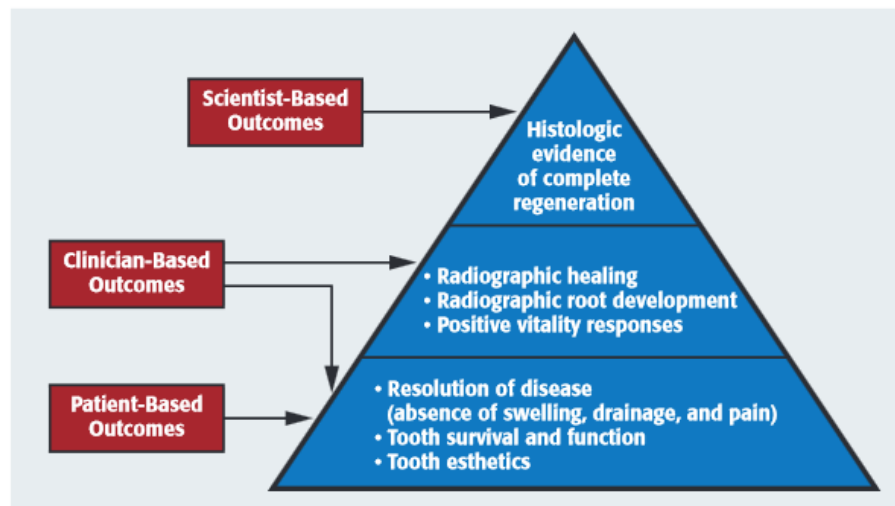 Scientist-Based
Outcomes
Histologic
evidence
of complete
regeneration
Clinician-Based
Outcomes
• Radiographic healing
• Radiographic root development
• Positive vitality responses
Patient-Based
Outcomes
• Resolution of disease
(absence of swelling, drainage, and pain)
• Tooth survival and function
• Tooth esthetics